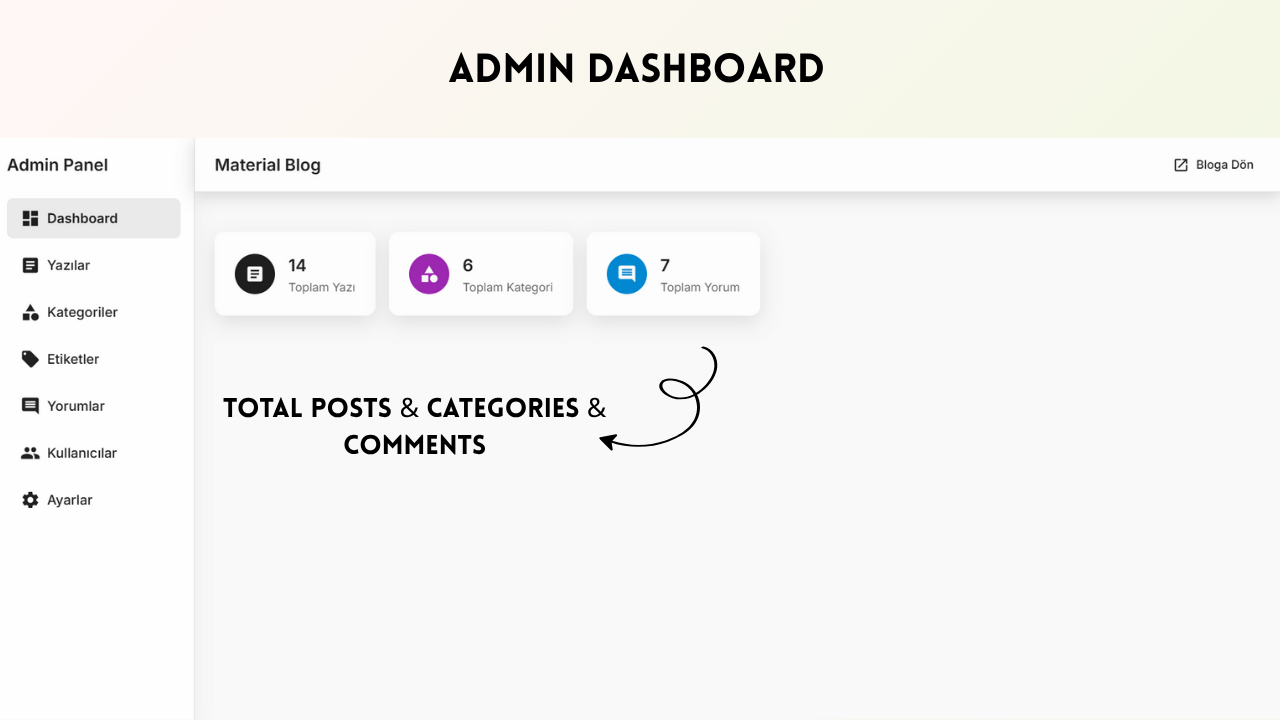 ADMIN DASHBOARD
Admin Panel
Material Blog
Bloga Dön
Dashboard
Yazılar
Kategoriler
Etiketler
Yorumlar
Kullanıcılar
Ayarlar
14
Toplam Yazı
6
Toplam Kategori
7
Toplam Yorum
TOTAL POSTS & CATEGORIES &
COMMENTS